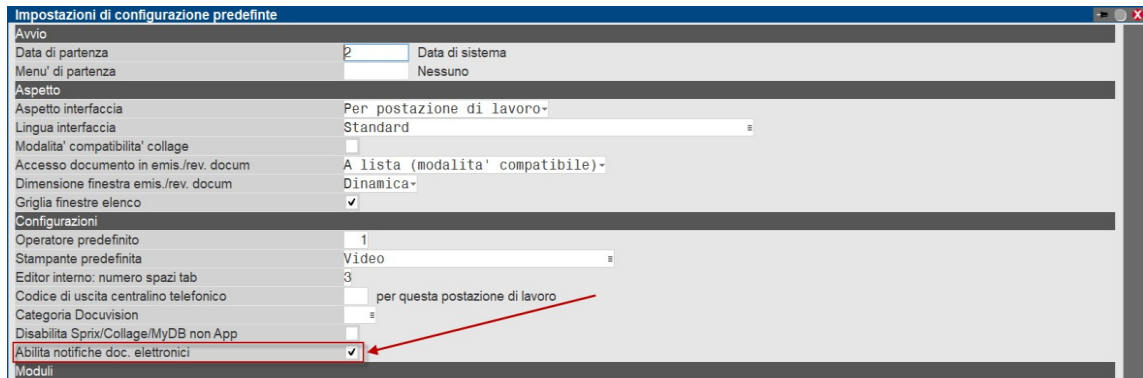 Impostazioni di configurazione predefinte
Avvio
Data di partenza 2 Data di sistema
Menu' di partenza Nessuno
Aspetto
Aspetto interfaccia Per postazione di lavoro
Lingua interfaccia Standard
Modalita' compatibilita' collage
Accesso documento in emis./rev. docum A lista (modalita' compatibile)
Dimensione finestra emis./rev. docum Dinamica
Griglia finestre elenco
Configurazioni
Operatore predefinito 1
Stampante predefinita Video
Editor interno: numero spazi tab 3
Codice di uscita centralino telefonico per questa postazione di lavoro
Categoria Docuvision
Disabilita Sprix/Collage/MyDB non App
Abilita notifiche doc. elettronici
Moduli